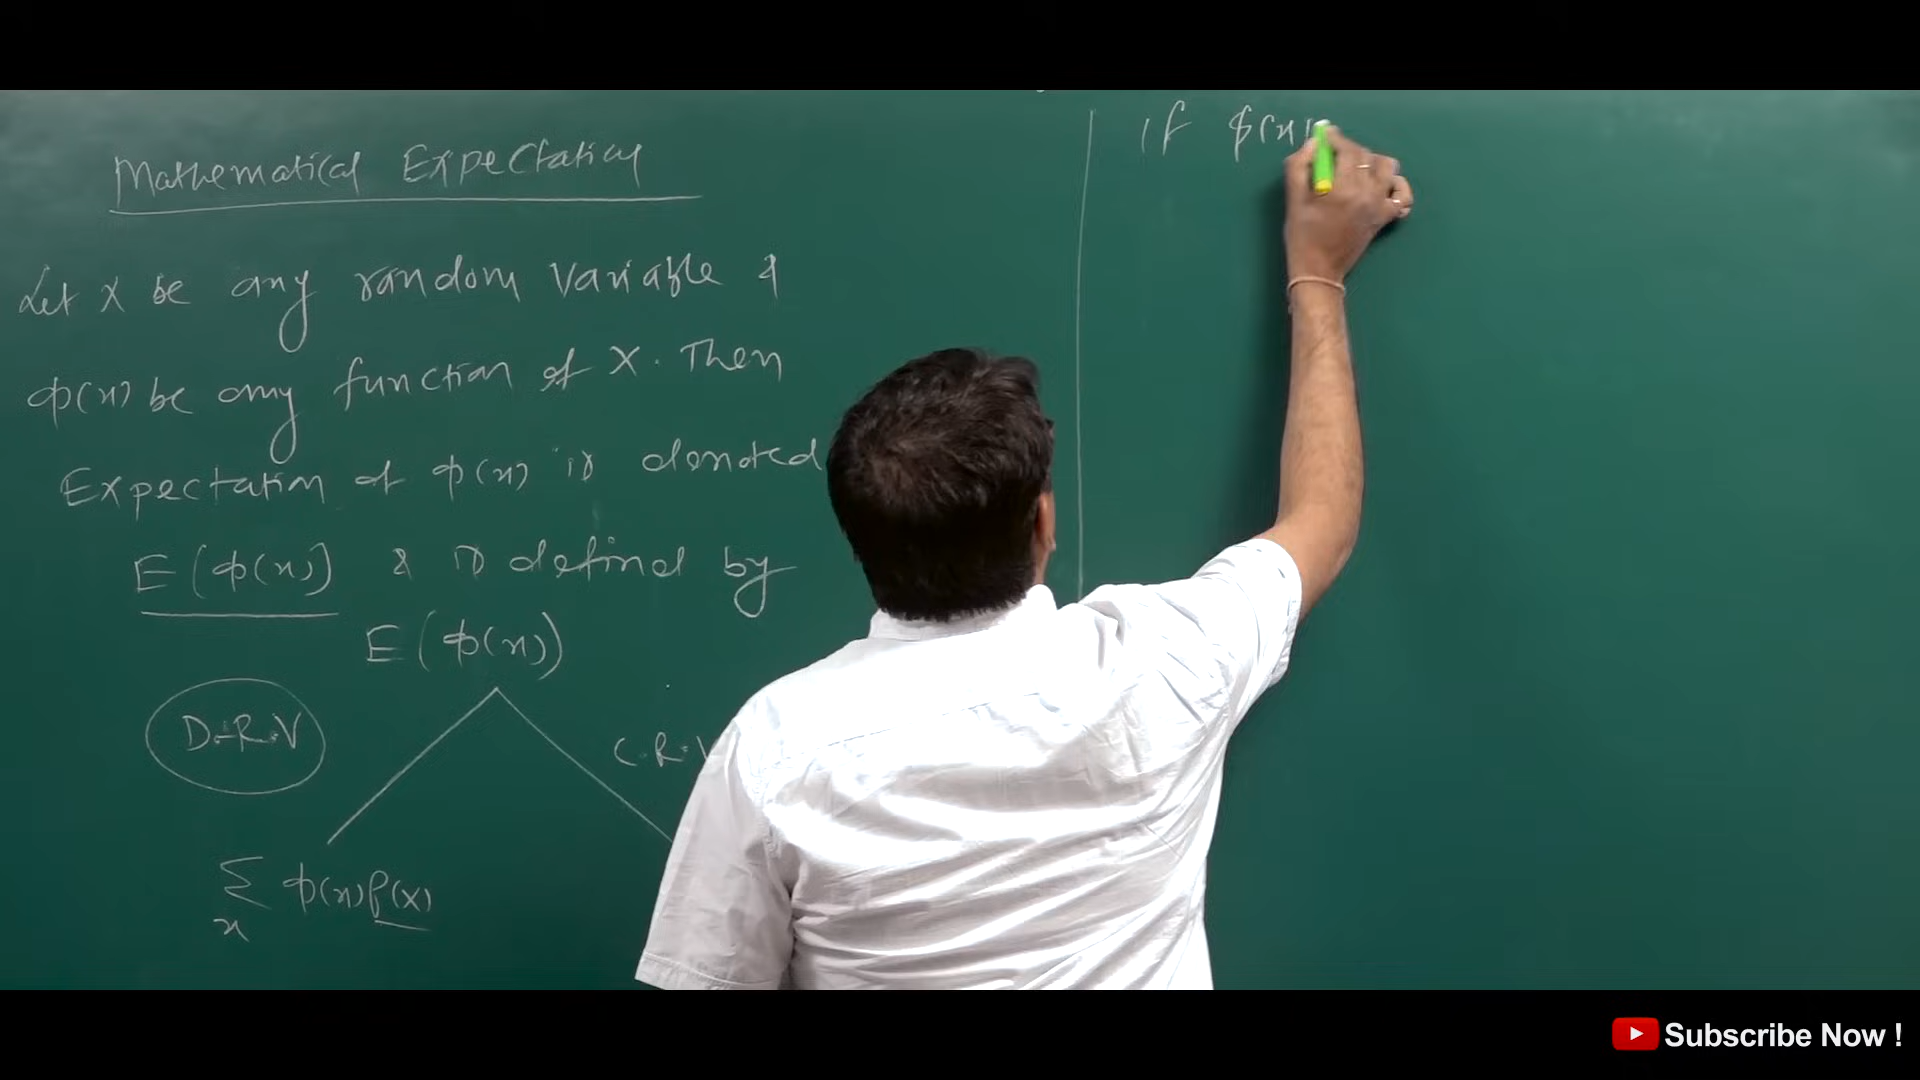 Mathematical Expectation
Let X be any random variable &
ϕ(x) be any function of X. Then
Expectation of ϕ(x) is denoted
E(ϕ(x)) & is defined by
E(ϕ(x))
D.R.V
C.R.V
Σ ϕ(x)P(x)
x
If ϕ(x)
Subscribe Now !